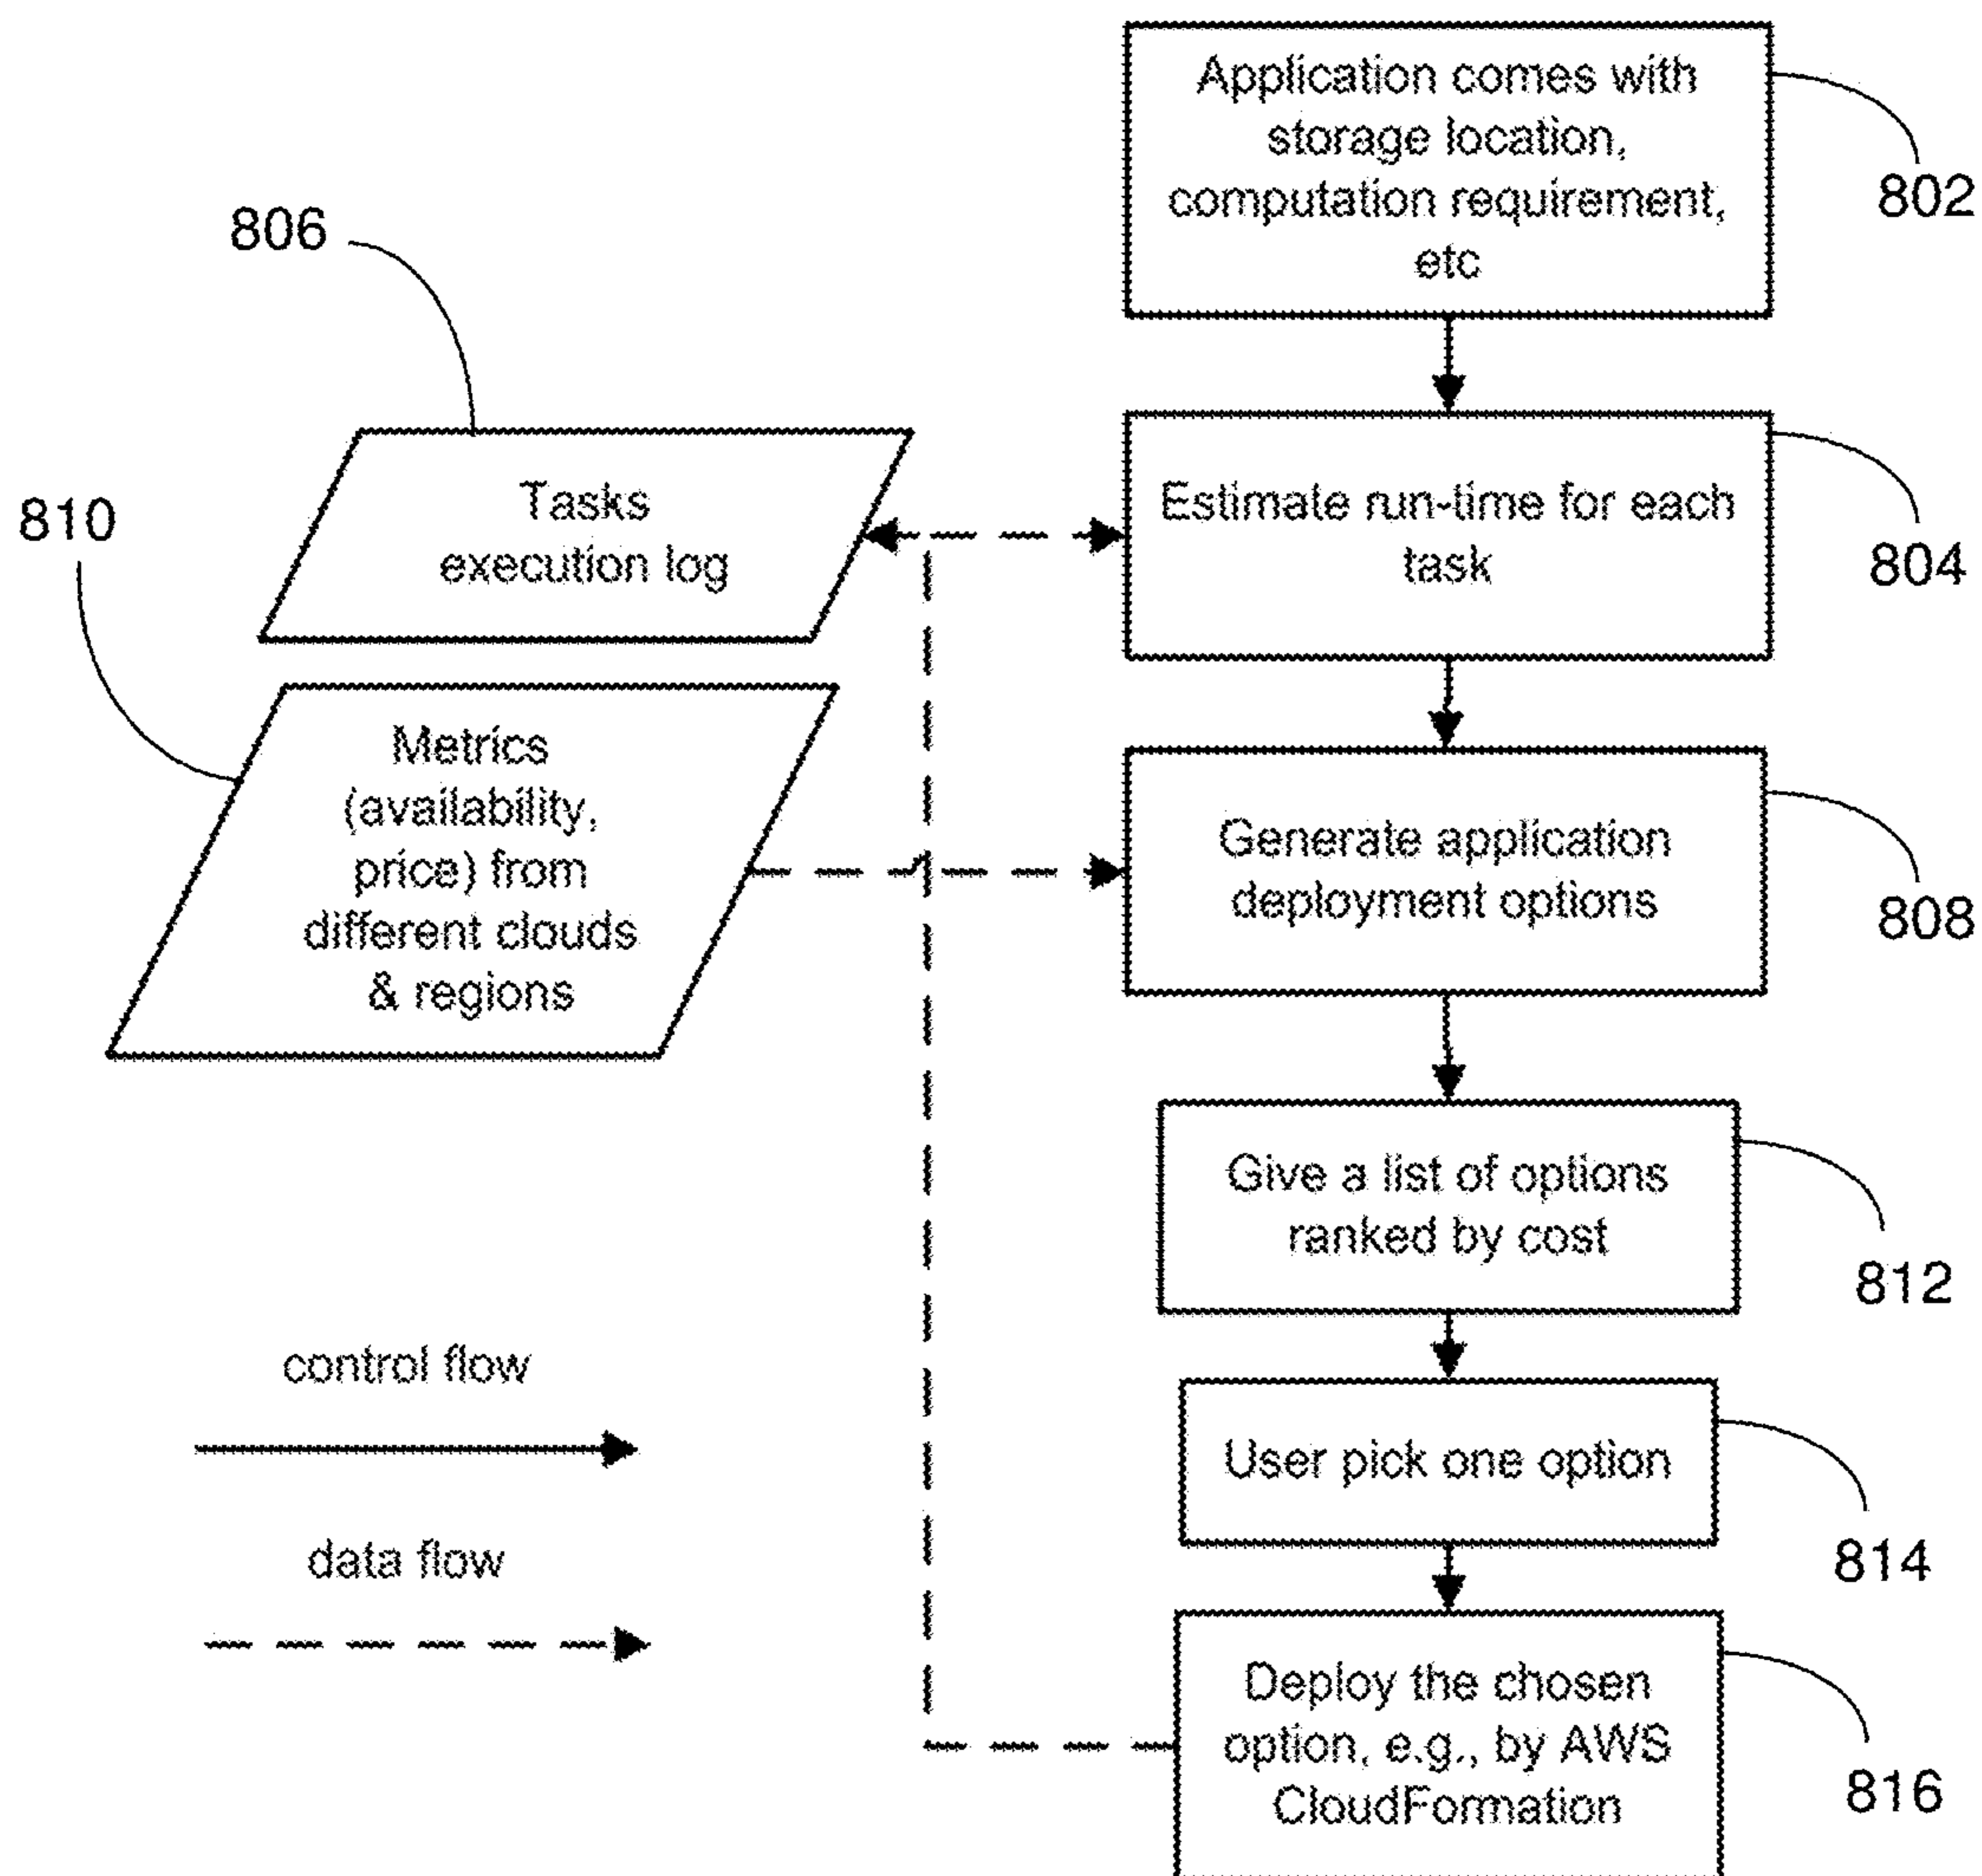 Application comes with
storage location,
computation requirement,
etc
802
806
Tasks
execution log
Estimate run-time for each
task
804
810
Metrics
(availability,
price) from
different clouds
& regions
Generate application
deployment options
808
Give a list of options
ranked by cost
812
control flow
User pick one option
814
data flow
Deploy the chosen
option, e.g., by AWS
CloudFormation
816